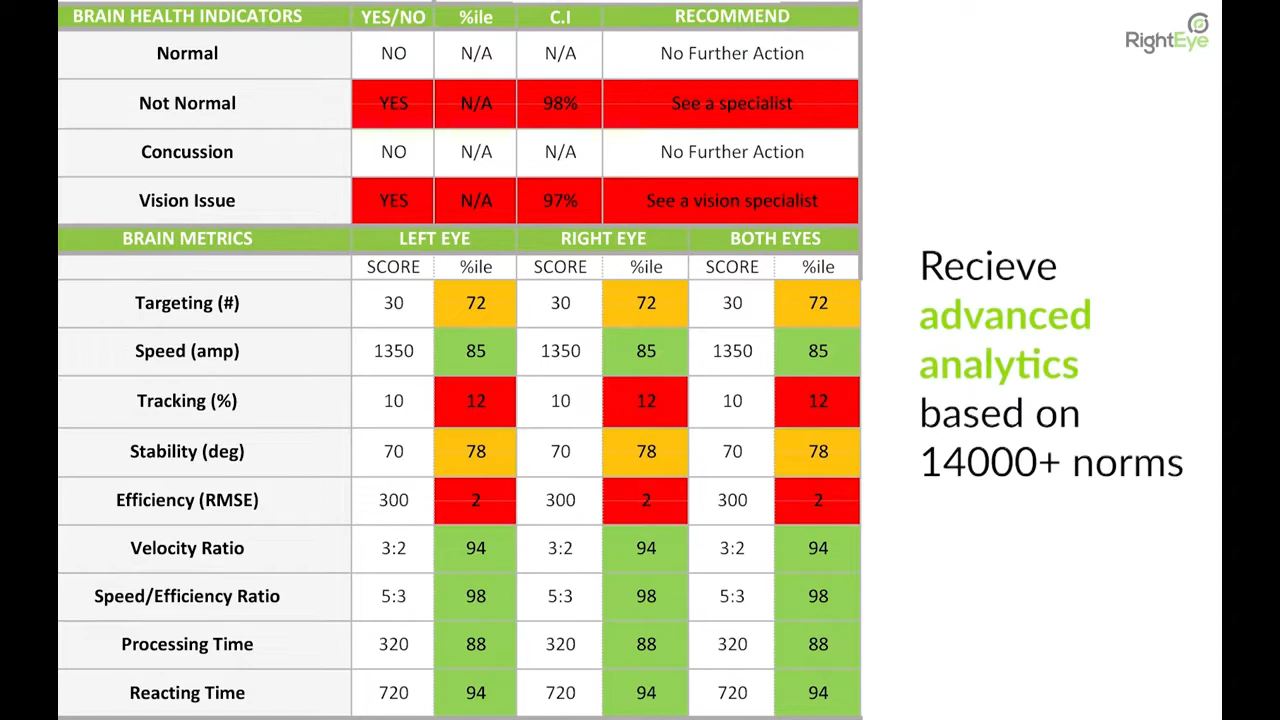 BRAIN HEALTH INDICATORS YES/NO %ile C.I RECOMMEND
Normal NO N/A N/A No Further Action
Not Normal YES N/A 98% See a specialist
Concussion NO N/A N/A No Further Action
Vision Issue YES N/A 97% See a vision specialist
BRAIN METRICS LEFT EYE RIGHT EYE BOTH EYES
SCORE %ile SCORE %ile SCORE %ile
Targeting (#) 30 72 30 72 30 72
Speed (amp) 1350 85 1350 85 1350 85
Tracking (%) 10 12 10 12 10 12
Stability (deg) 70 78 70 78 70 78
Efficiency (RMSE) 300 2 300 2 300 2
Velocity Ratio 3:2 94 3:2 94 3:2 94
Speed/Efficiency Ratio 5:3 98 5:3 98 5:3 98
Processing Time 320 88 320 88 320 88
Reacting Time 720 94 720 94 720 94
RightEye
Recieve
advanced
analytics
based on
14000+ norms